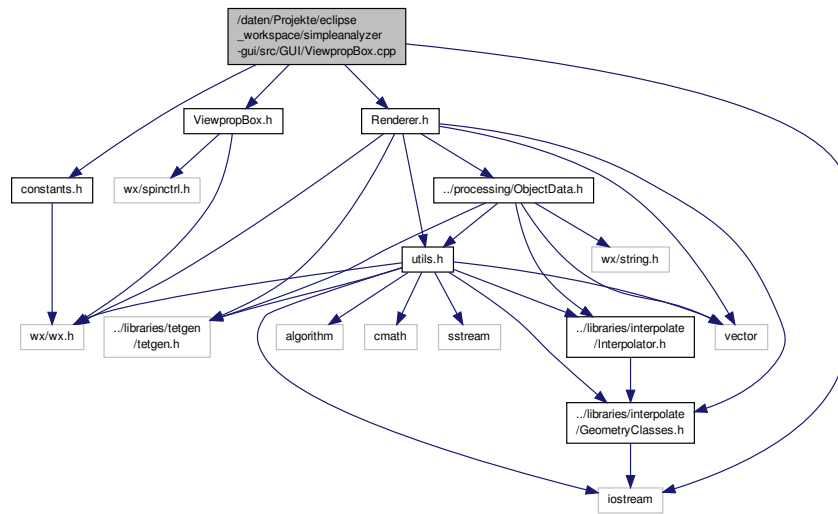 /daten/Projekte/eclipse
_workspace/simpleanalyzer
-gui/src/GUI/ViewpropBox.cpp
ViewpropBox.h
Renderer.h
constants.h
wx/spinctrl.h
../processing/ObjectData.h
utils.h
wx/string.h
wx/wx.h
../libraries/tetgen
/tetgen.h
algorithm
cmath
sstream
../libraries/interpolate
/Interpolator.h
vector
../libraries/interpolate
/GeometryClasses.h
iostream